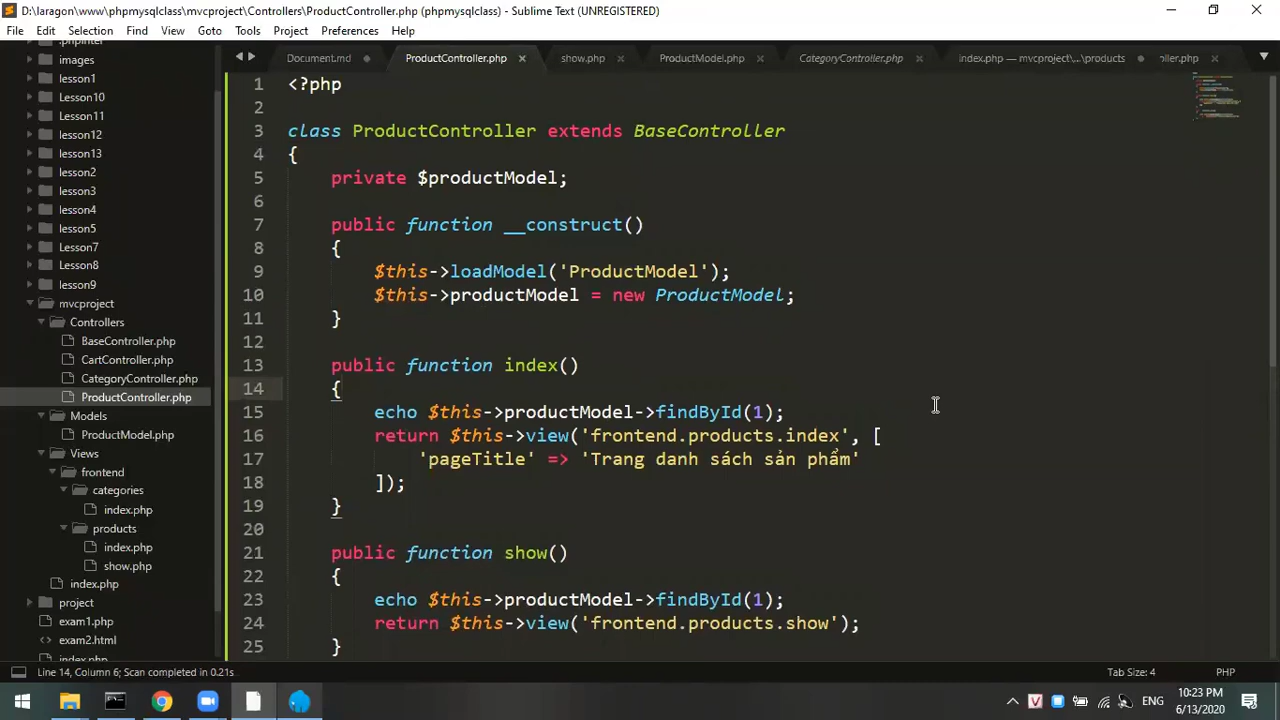 D:\laragon\www\phpmysqlclass\mvcproject\Controllers\ProductController.php (phpmysqlclass) - Sublime Text (UNREGISTERED)
File Edit Selection Find View Goto Tools Project Preferences Help
Document.md ProductController.php show.php ProductModel.php CategoryController.php index.php — mvcproject\...\products
.phpintel
images
lesson1
Lesson10
Lesson11
lesson12
lesson13
lesson2
lesson3
lesson4
lesson5
Lesson7
Lesson8
lesson9
mvcproject
Controllers
BaseController.php
CartController.php
CategoryController.php
ProductController.php
Models
ProductModel.php
Views
frontend
categories
index.php
products
index.php
show.php
index.php
project
exam1.php
exam2.html
index.php
1 <?php
2
3 class ProductController extends BaseController
4 {
5 private $productModel;
6
7 public function __construct()
8 {
9 $this->loadModel('ProductModel');
10 $this->productModel = new ProductModel;
11 }
12
13 public function index()
14 {
15 echo $this->productModel->findById(1);
16 return $this->view('frontend.products.index', [
17 'pageTitle' => 'Trang danh sách sản phẩm'
18 ]);
19 }
20
21 public function show()
22 {
23 echo $this->productModel->findById(1);
24 return $this->view('frontend.products.show');
25 }
Line 14, Column 6; Scan completed in 0.21s
Tab Size: 4 PHP
ENG
10:23 PM
6/13/2020